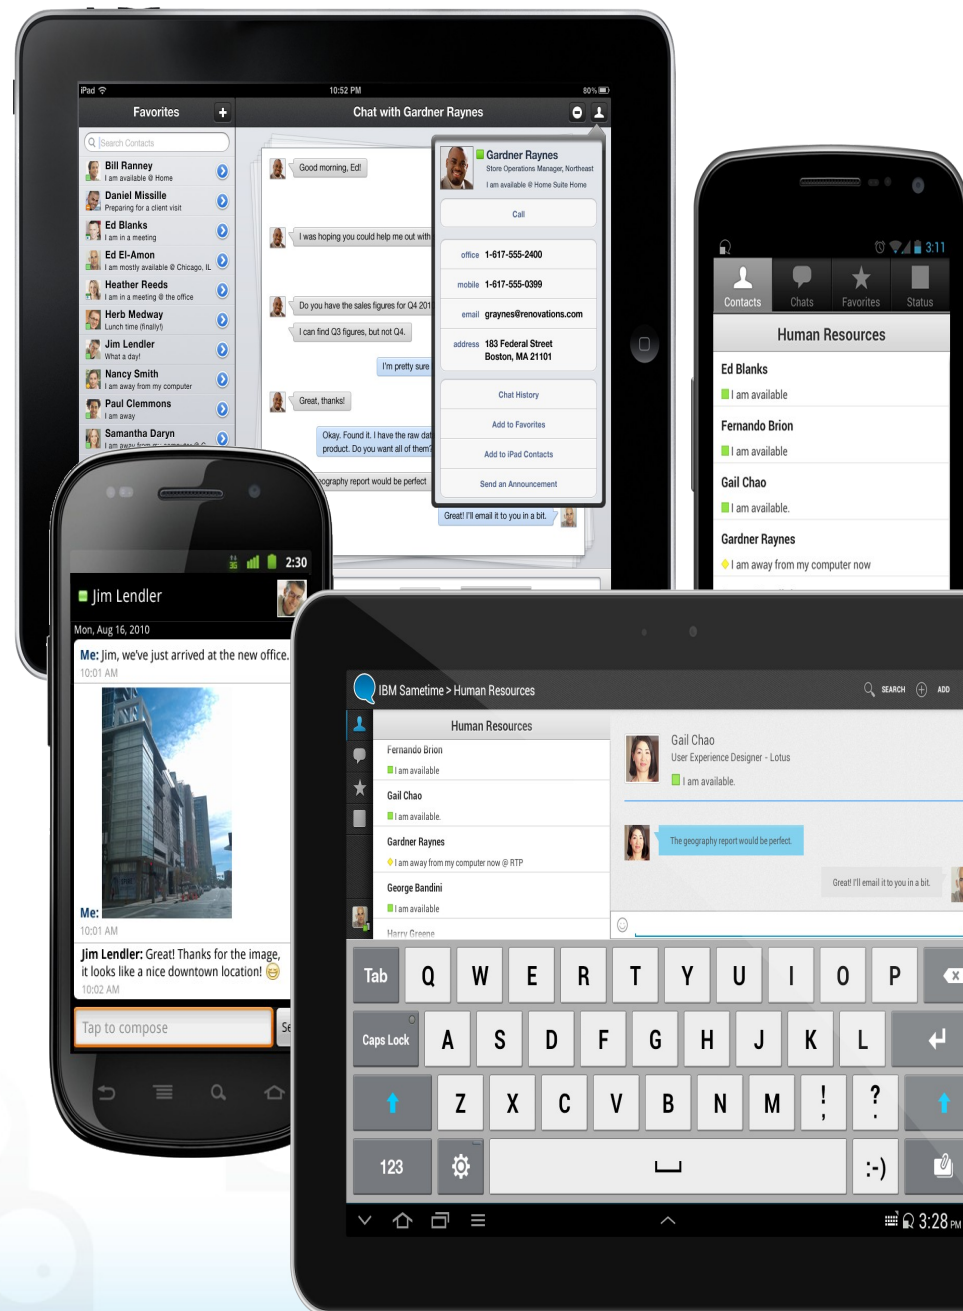 iPad
10:52 PM
80%
Favorites
+
Chat with Gardner Raynes
Search Contacts
Bill Ranney
I am available @ Home
Daniel Missille
Preparing for a client visit
Ed Blanks
I am in a meeting
Ed El-Amon
I am mostly available @ Chicago, IL
Heather Reeds
I am in a meeting @ the office
Herb Medway
Lunch time (finally!)
Jim Lendler
What a day!
Nancy Smith
I am away from my computer
Paul Clemmons
I am away
Samantha Daryn
I am away from my computer @
Good morning, Ed!
I was hoping you could help me out with
Do you have the sales figures for Q4 201
I can find Q3 figures, but not Q4.
I'm pretty sure
Great, thanks!
Okay. Found it. I have the raw dat
product. Do you want all of them?
ography report would be perfect
Great! I'll email it to you in a bit.
Gardner Raynes
Store Operations Manager, Northeast
I am available @ Home Suite Home
Call
office 1-617-555-2400
mobile 1-617-555-0399
email graynes@renovations.com
address 183 Federal Street
Boston, MA 21101
Chat History
Add to Favorites
Add to iPad Contacts
Send an Announcement
3:11
Contacts
Chats
Favorites
Status
Human Resources
Ed Blanks
I am available
Fernando Brion
I am available
Gail Chao
I am available.
Gardner Raynes
I am away from my computer now
3G
2:30
Jim Lendler
Mon, Aug 16, 2010
Me: Jim, we've just arrived at the new office.
10:01 AM
Me:
10:01 AM
Jim Lendler: Great! Thanks for the image,
it looks like a nice downtown location! 😄
10:02 AM
Tap to compose
Se
IBM Sametime > Human Resources
SEARCH
ADD
Human Resources
Fernando Brion
I am available
Gail Chao
I am available.
Gardner Raynes
I am away from my computer now @ RTP
George Bandini
I am available
Harry Greene
Gail Chao
User Experience Designer - Lotus
I am available.
The geography report would be perfect.
Great! I'll email it to you in a bit.
Tab Q W E R T Y U I O P
Caps Lock A S D F G H J K L
Z X C V B N M ! , ? .
123 :-)
3:28 PM